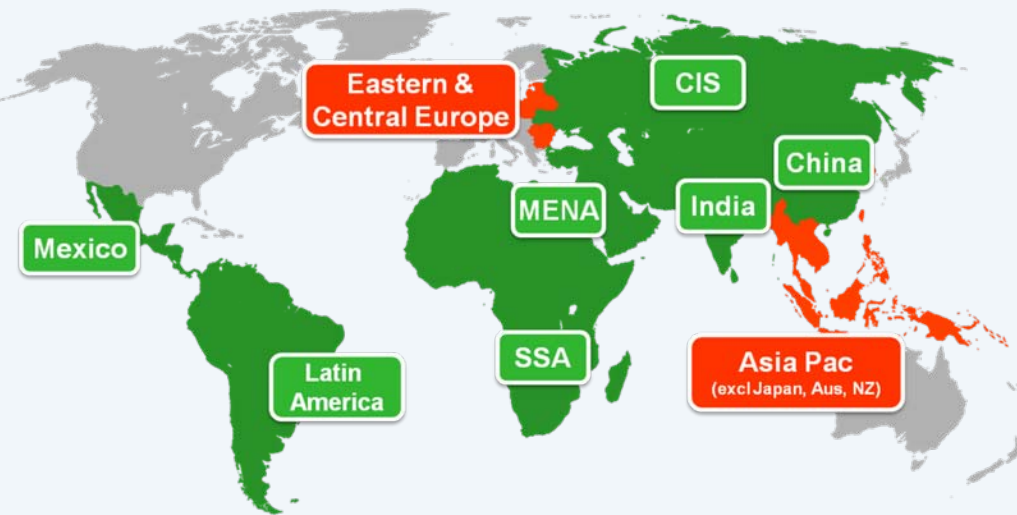 Eastern &
Central Europe
CIS
China
MENA
India
Mexico
SSA
Latin
America
Asia Pac
(excl Japan, Aus, NZ)